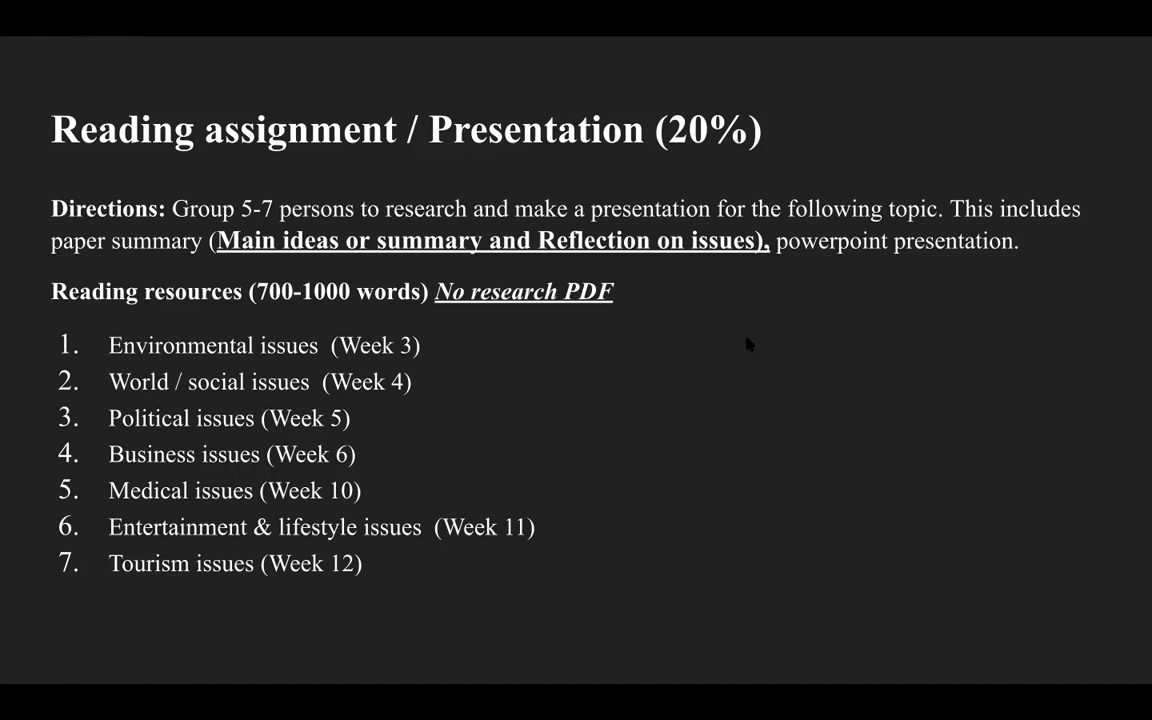 Reading assignment / Presentation (20%)
Directions: Group 5-7 persons to research and make a presentation for the following topic. This includes
paper summary (Main ideas or summary and Reflection on issues), powerpoint presentation.
Reading resources (700-1000 words) No research PDF
1. Environmental issues (Week 3)
2. World / social issues (Week 4)
3. Political issues (Week 5)
4. Business issues (Week 6)
5. Medical issues (Week 10)
6. Entertainment & lifestyle issues (Week 11)
7. Tourism issues (Week 12)